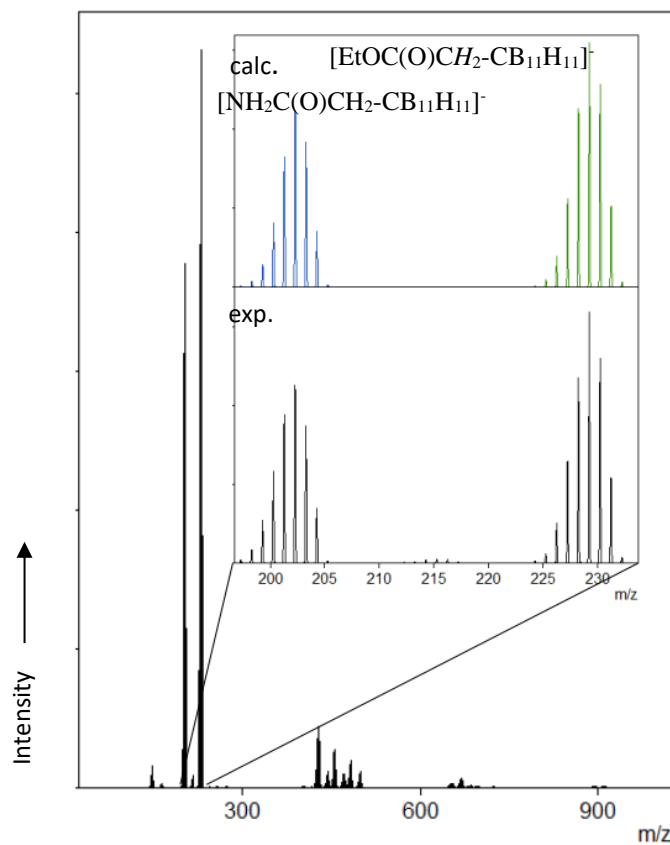 calc. [EtOC(O)CH₂-CB₁₁H₁₁]⁻
[NH₂C(O)CH₂-CB₁₁H₁₁]⁻
exp.
200 205 210 215 220 225 230
m/z
Intensity
300 600 900
m/z